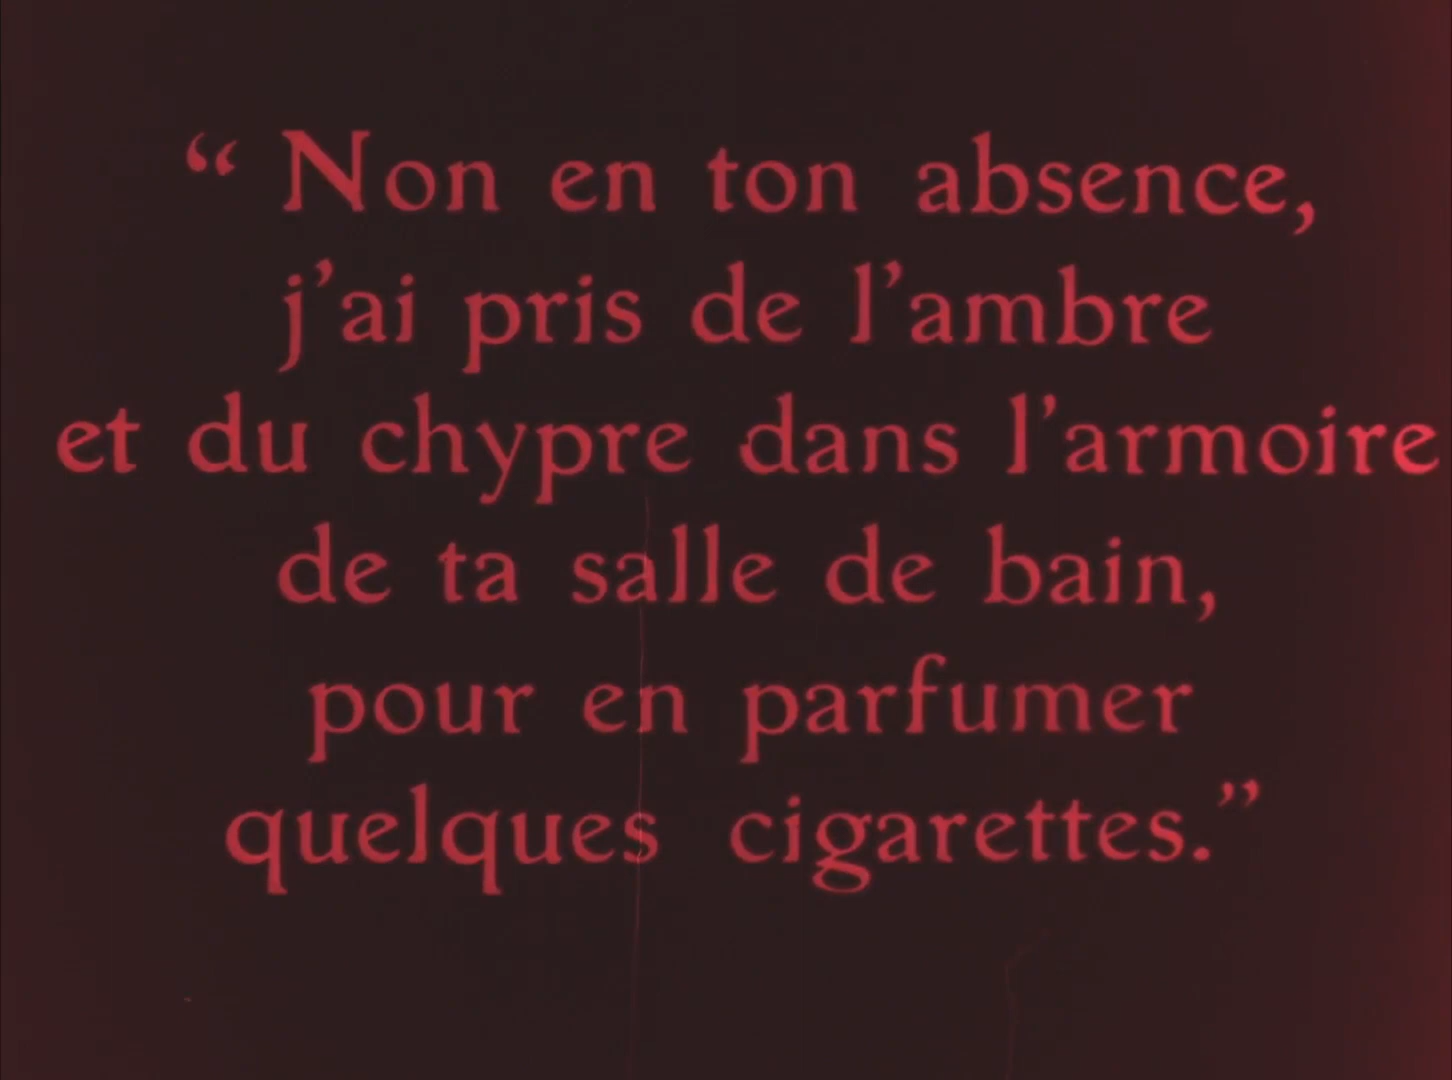 “ Non en ton absence,
j’ai pris de l’ambre
et du chypre dans l’armoire
de ta salle de bain,
pour en parfumer
quelques cigarettes.”